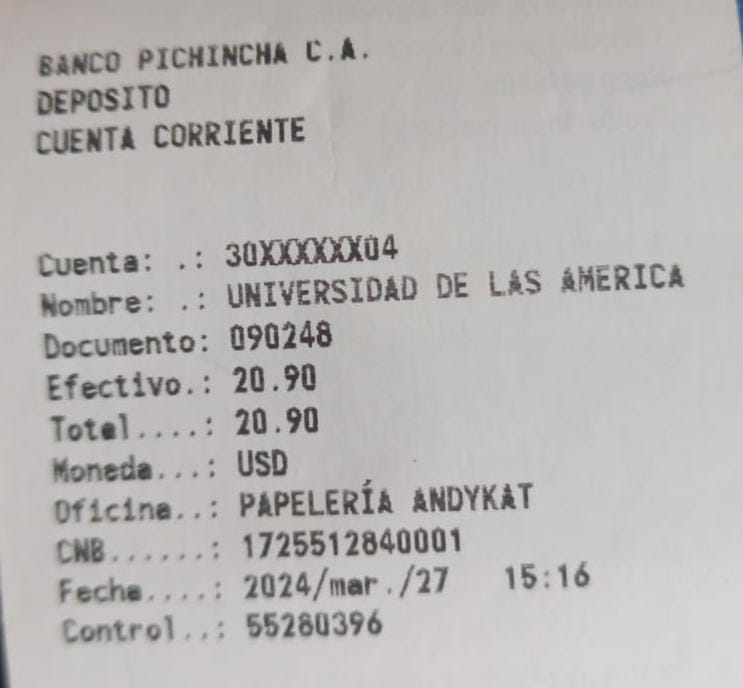 BANCO PICHINCHA C.A.
DEPOSITO
CUENTA CORRIENTE
Cuenta: .: 30XXXXXX04
Nombre: .: UNIVERSIDAD DE LAS AMERICA
Documento: 090248
Efectivo.: 20.90
Total....: 20.90
Moneda...: USD
Oficina..: PAPELERÍA ANDYKAT
CNB......: 1725512840001
Fecha....: 2024/mar./27 15:16
Control..: 55280396